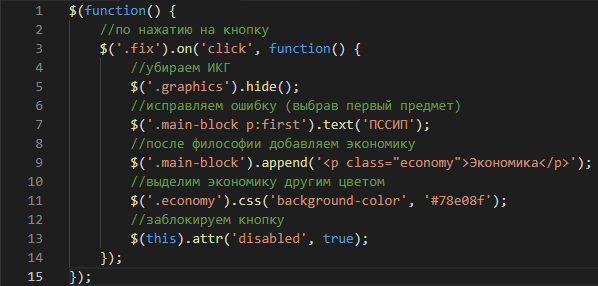 1 $(function() {
2 //по нажатию на кнопку
3 $('.fix').on('click', function() {
4 //убираем ИКГ
5 $('.graphics').hide();
6 //исправляем ошибку (выбрав первый предмет)
7 $('.main-block p:first').text('ПССИП');
8 //после философии добавляем экономику
9 $('.main-block').append('<p class="economy">Экономика</p>');
10 //выделим экономику другим цветом
11 $('.economy').css('background-color', '#78e08f');
12 //заблокируем кнопку
13 $(this).attr('disabled', true);
14 });
15 });